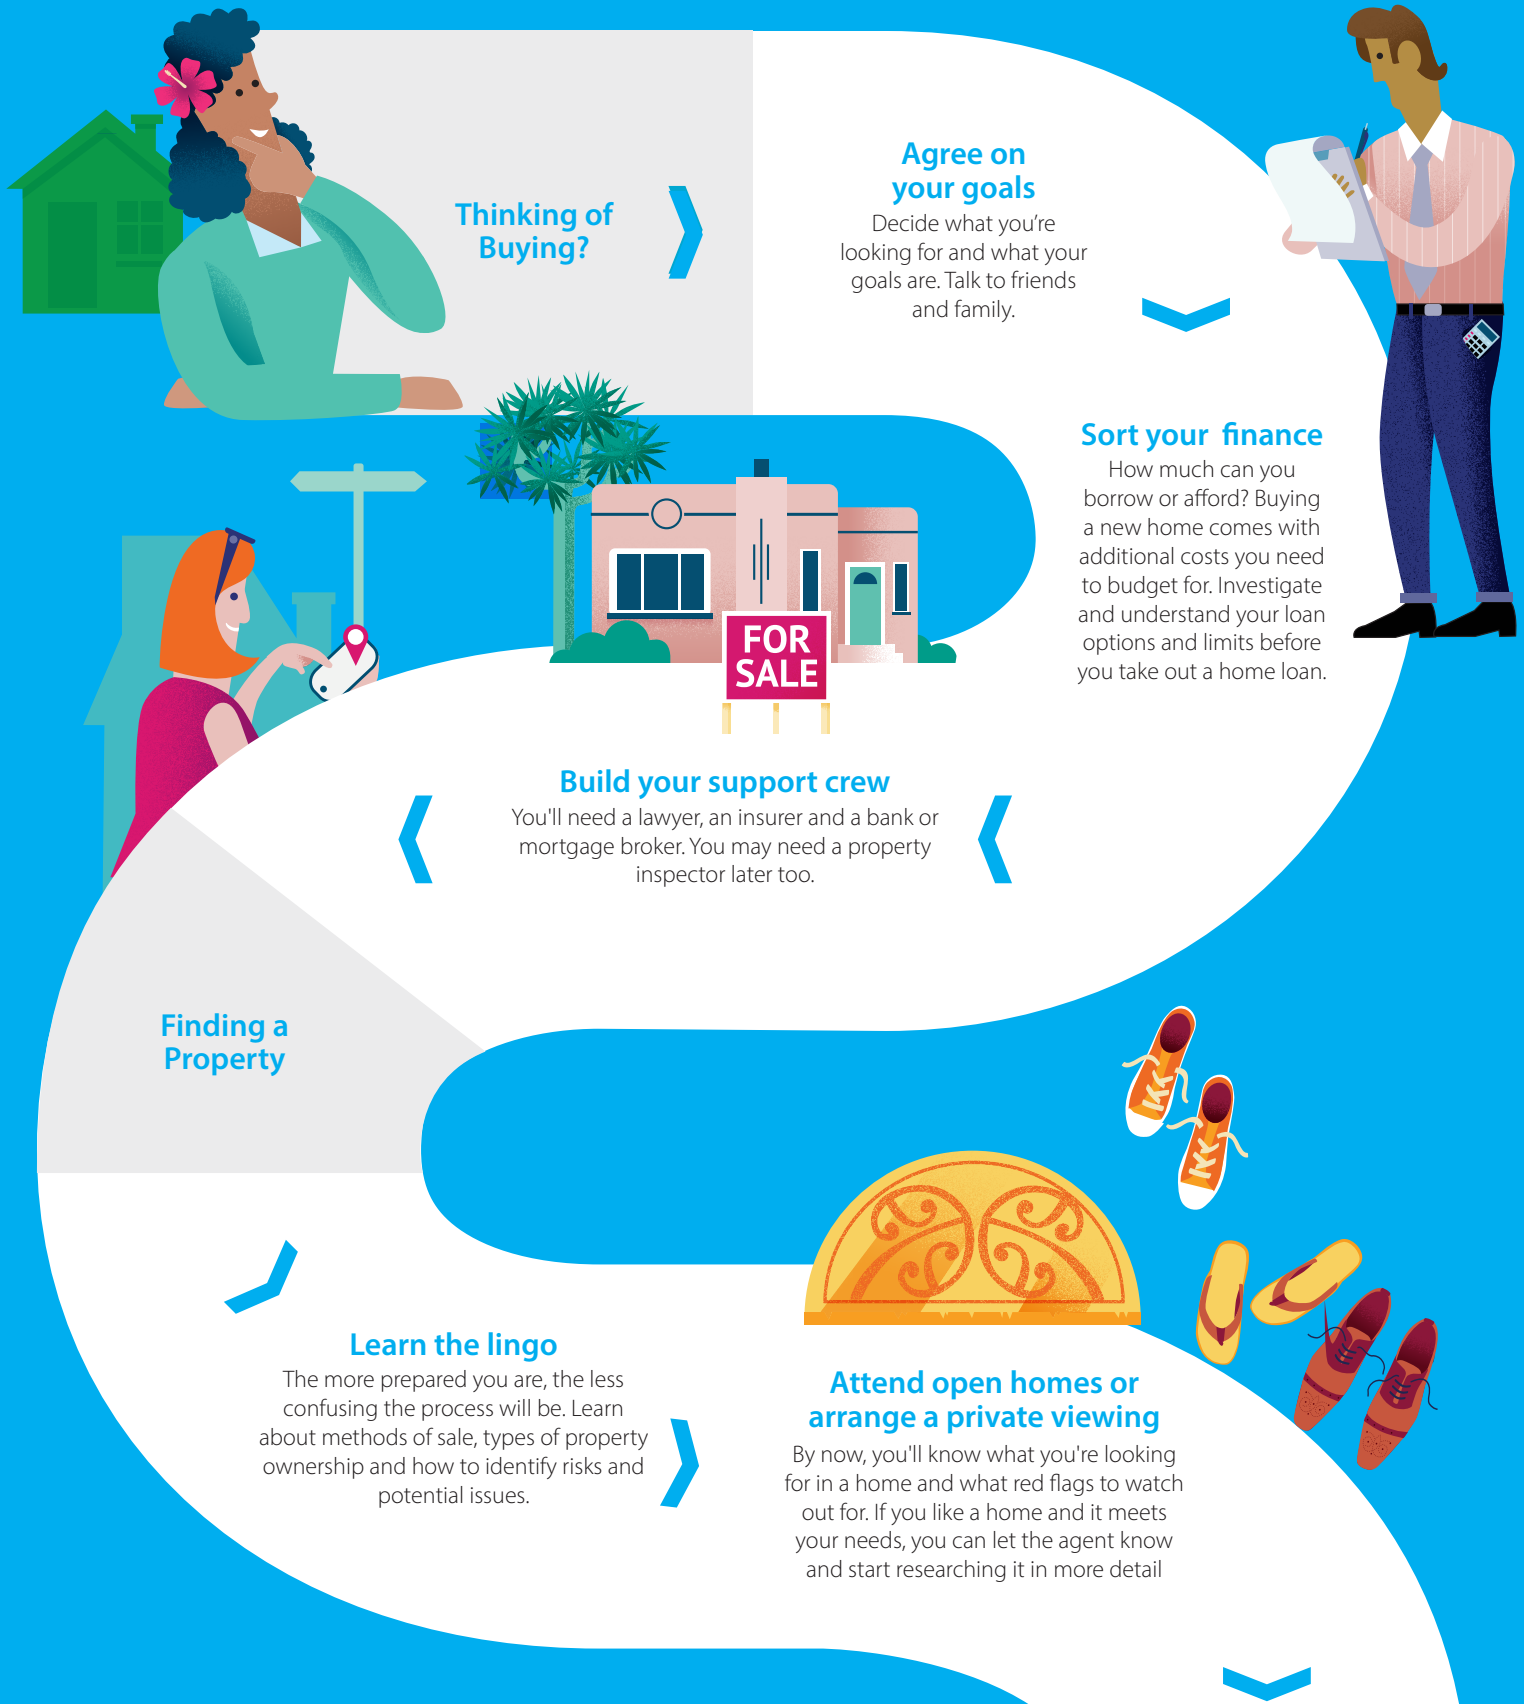 Thinking of
Buying?
Agree on
your goals
Decide what you’re
looking for and what your
goals are. Talk to friends
and family.
Sort your finance
How much can you
borrow or afford? Buying
a new home comes with
additional costs you need
to budget for. Investigate
and understand your loan
options and limits before
you take out a home loan.
FOR
SALE
Build your support crew
You'll need a lawyer, an insurer and a bank or
mortgage broker. You may need a property
inspector later too.
Finding a
Property
Learn the lingo
The more prepared you are, the less
confusing the process will be. Learn
about methods of sale, types of property
ownership and how to identify risks and
potential issues.
Attend open homes or
arrange a private viewing
By now, you'll know what you're looking
for in a home and what red flags to watch
out for. If you like a home and it meets
your needs, you can let the agent know
and start researching it in more detail